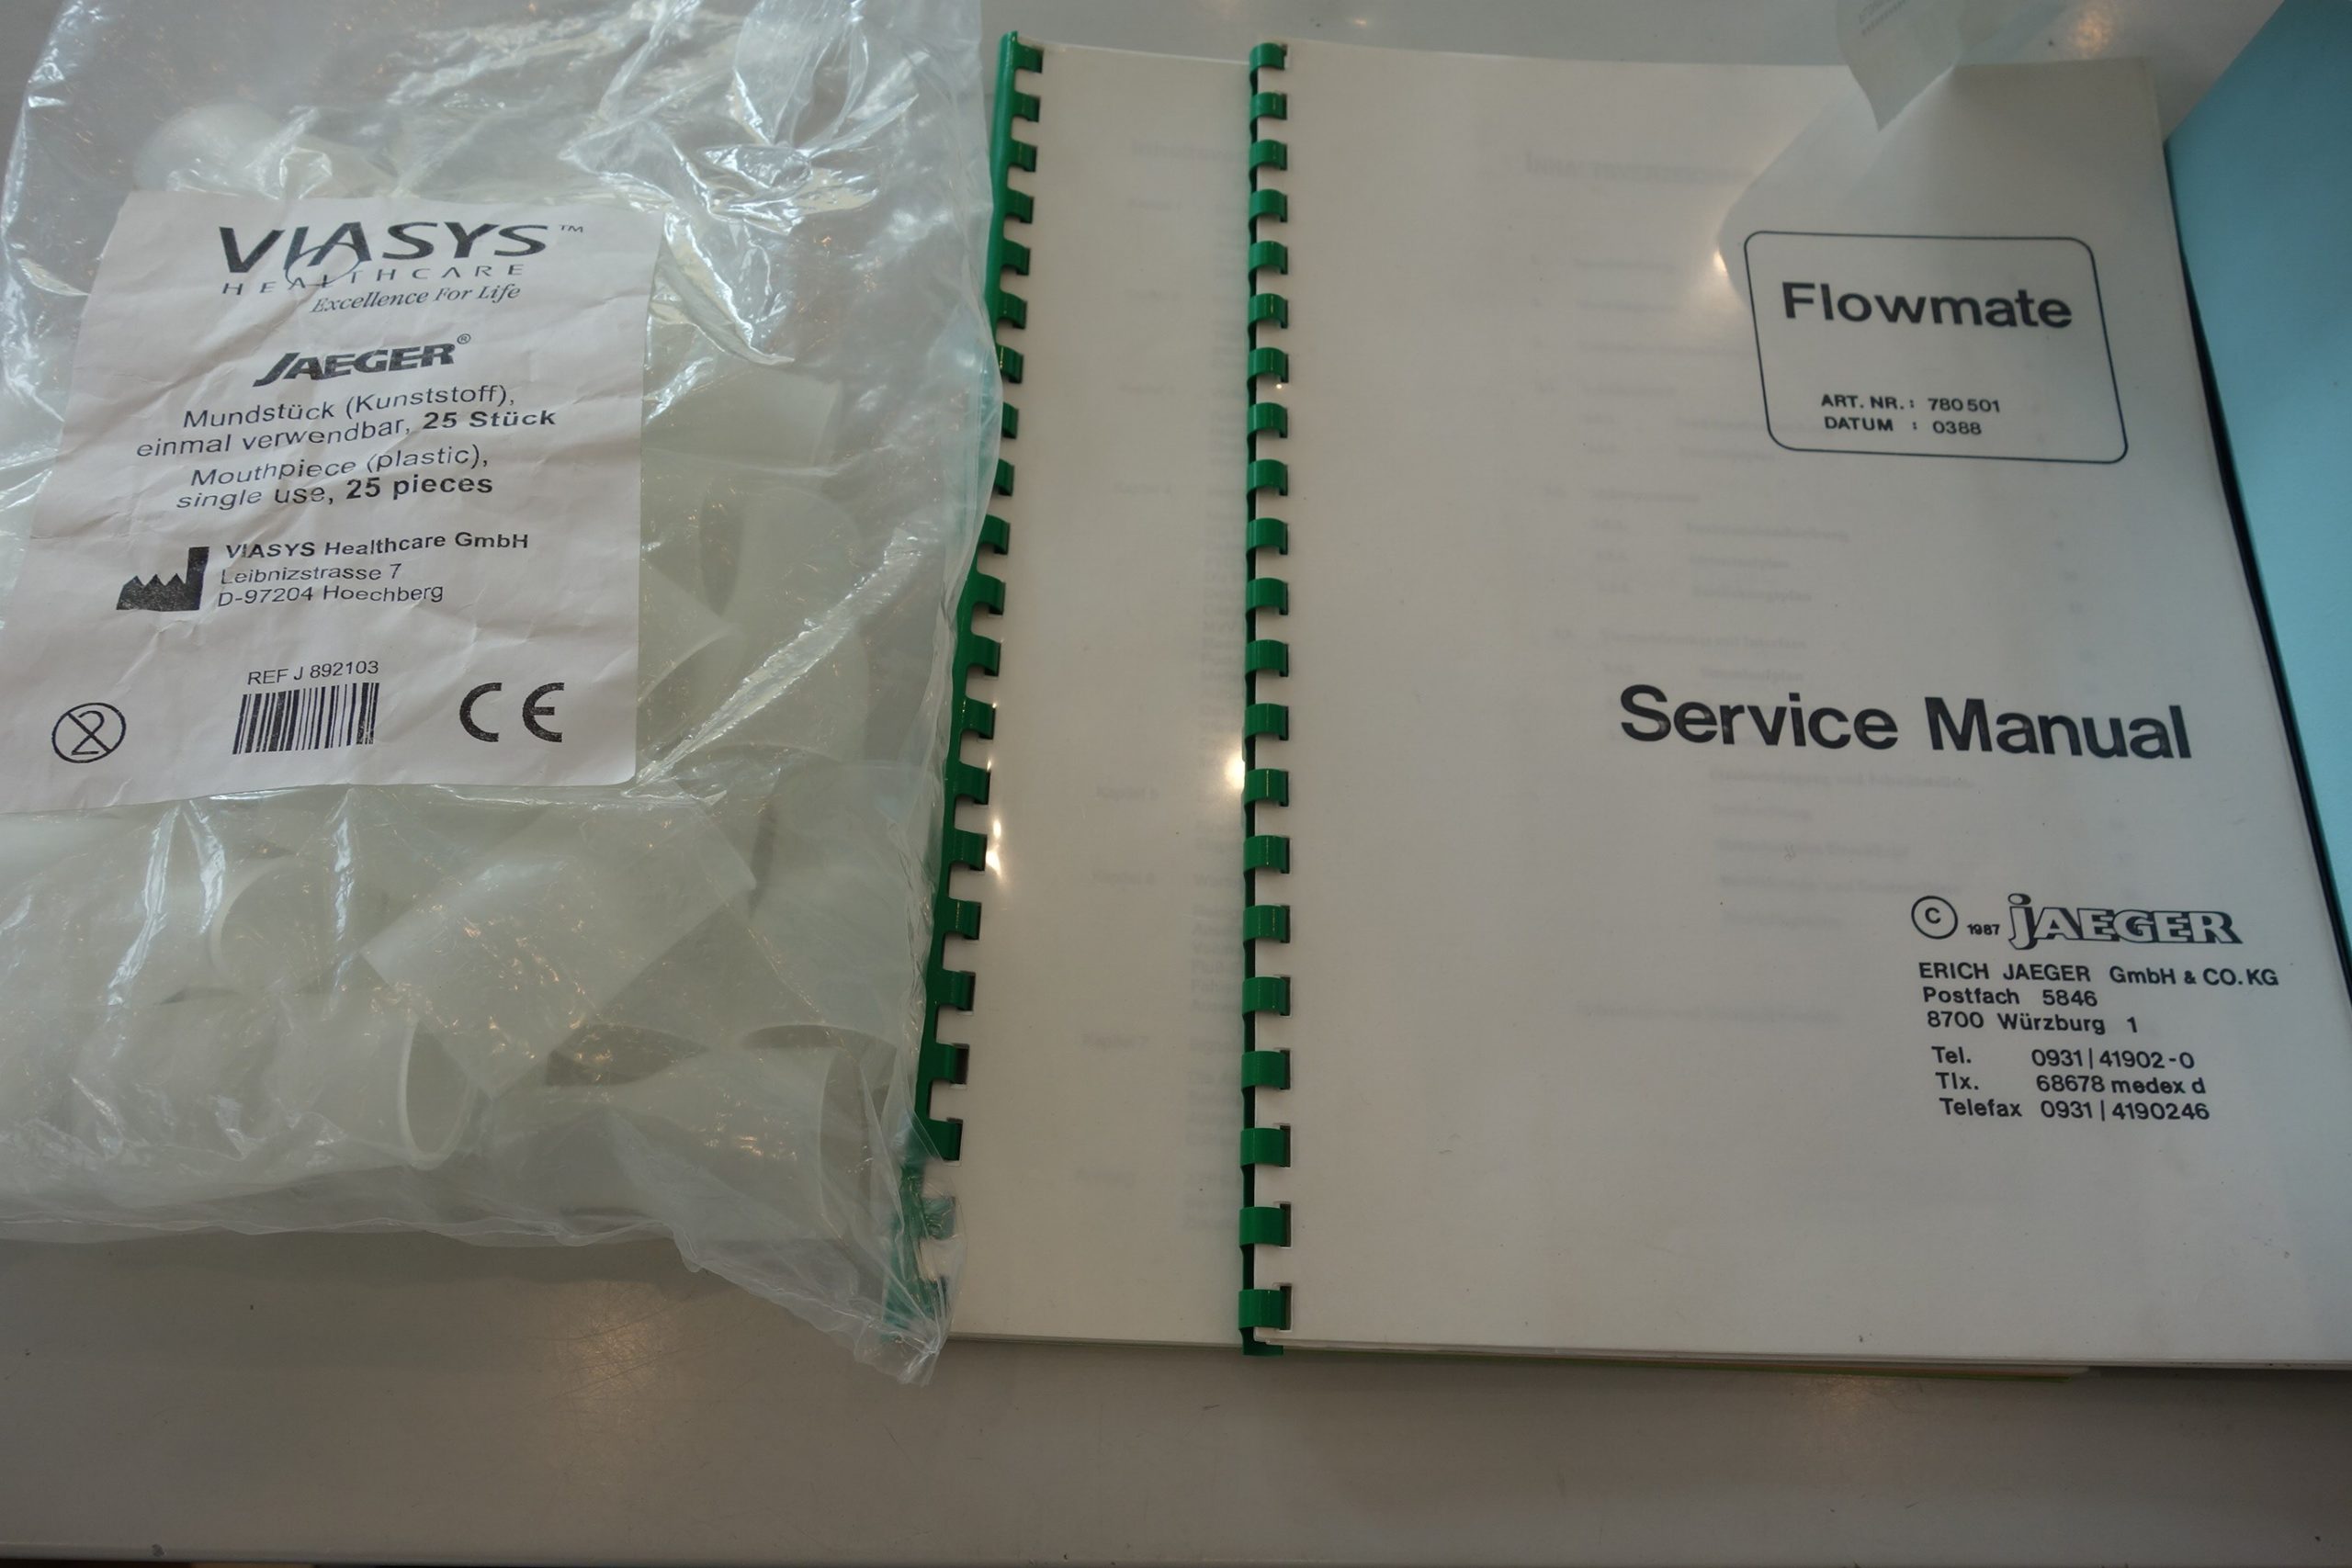 VIASYS™
HEALTHCARE
Excellence For Life
JAEGER®
Mundstück (Kunststoff),
einmal verwendbar, 25 Stück
Mouthpiece (plastic),
single use, 25 pieces
VIASYS Healthcare GmbH
Leibnizstrasse 7
D-97204 Hoechberg
REF J 892103
2
CE
Flowmate
ART. NR.: 780501
DATUM : 0388
Service Manual
© 1987 JAEGER
ERICH JAEGER GmbH & CO. KG
Postfach 5846
8700 Würzburg 1
Tel. 0931|41902-0
Tlx. 68678 medex d
Telefax 0931|4190246